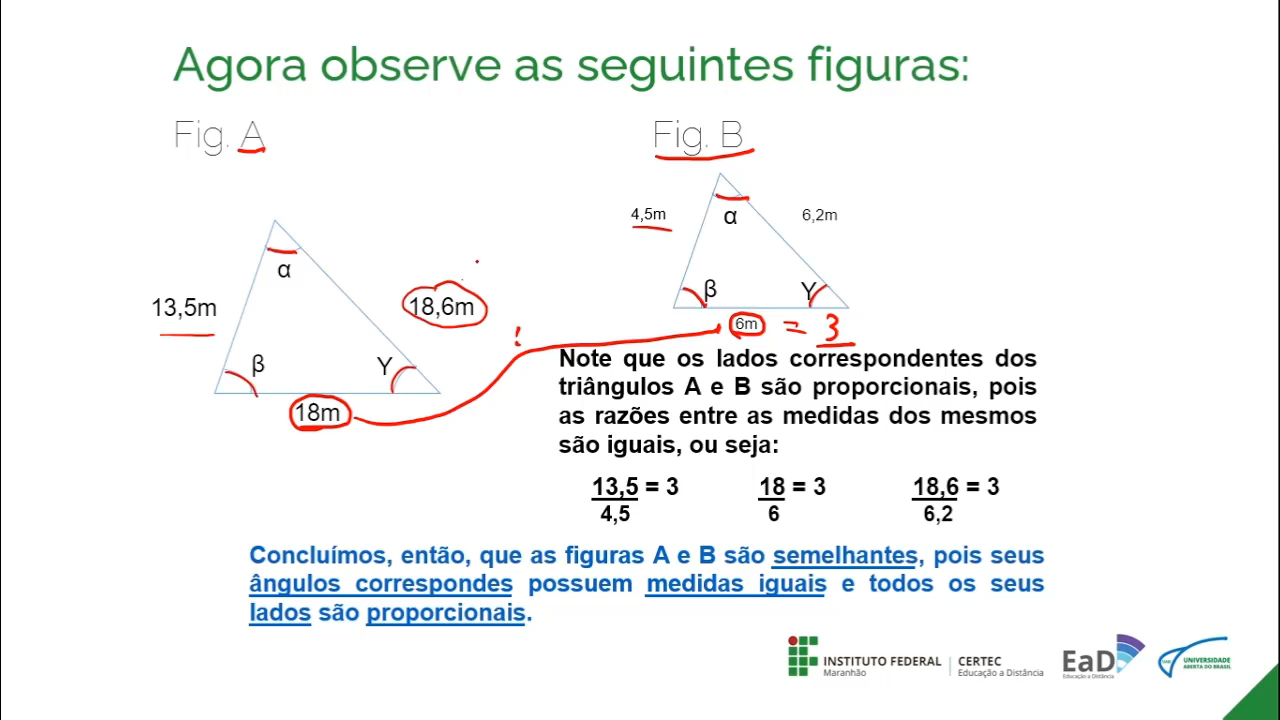 Agora observe as seguintes figuras:
Fig. A
Fig. B
4,5m
α
6,2m
β
γ
6m = 3
α
13,5m
18,6m
β
γ
18m
Note que os lados correspondentes dos
triângulos A e B são proporcionais, pois
as razões entre as medidas dos mesmos
são iguais, ou seja:
13,5 = 3 18 = 3 18,6 = 3
4,5 6 6,2
Concluímos, então, que as figuras A e B são semelhantes, pois seus
ângulos correspondes possuem medidas iguais e todos os seus
lados são proporcionais.
INSTITUTO FEDERAL
Maranhão
CERTEC
Educação a Distância
EaD
Educação a Distância
UNIVERSIDADE
ABERTA DO BRASIL